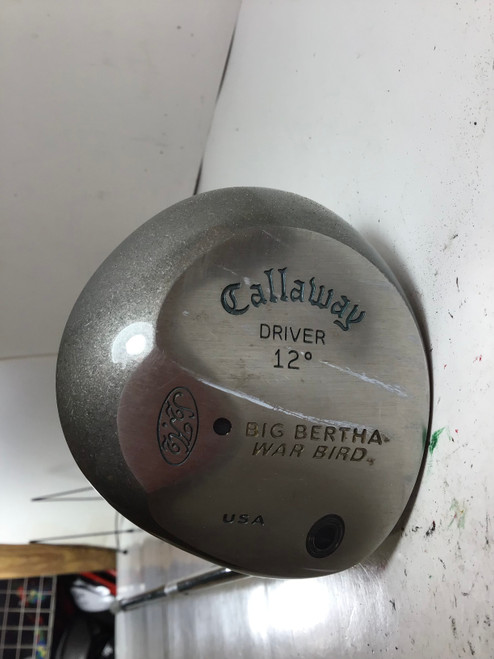 Callaway
DRIVER
12°
BIG BERTHA
WAR BIRD
USA